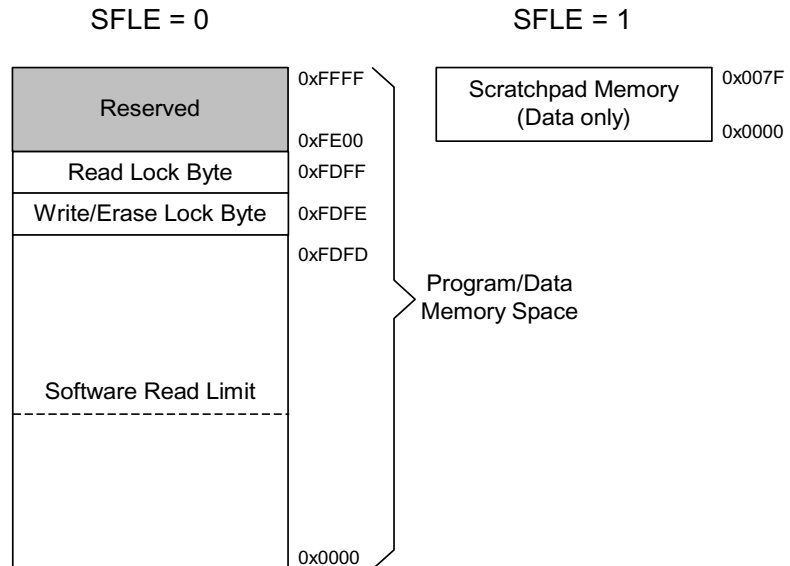 SFLE = 0
SFLE = 1
Reserved
0xFFFF
0xFE00
Read Lock Byte
0xFDFF
Write/Erase Lock Byte
0xFDFE
0xFDFD
Software Read Limit
0x0000
Program/Data
Memory Space
Scratchpad Memory
(Data only)
0x007F
0x0000